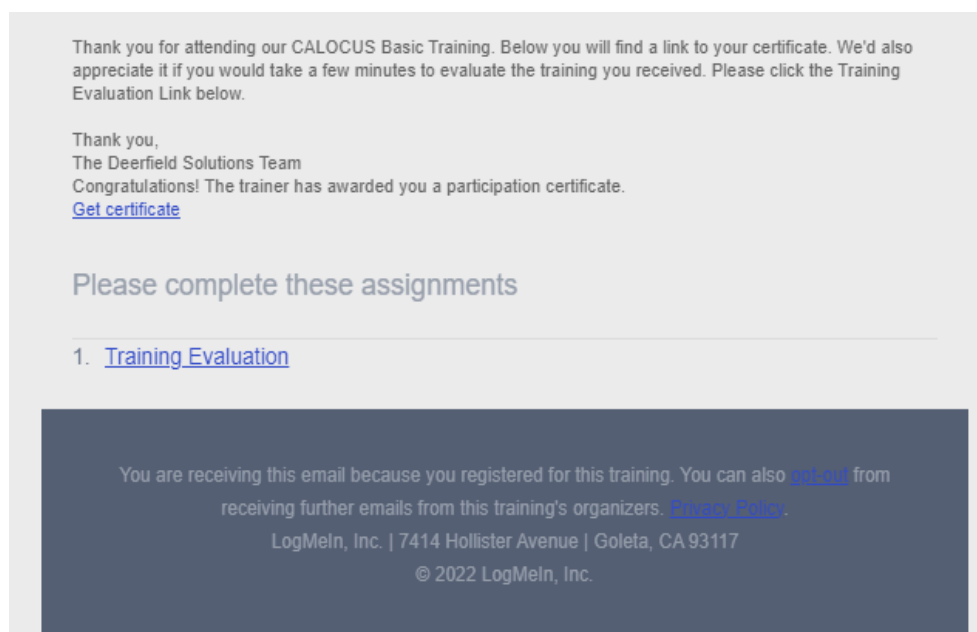 Thank you for attending our CALOCUS Basic Training. Below you will find a link to your certificate. We'd also
appreciate it if you would take a few minutes to evaluate the training you received. Please click the Training
Evaluation Link below.
Thank you,
The Deerfield Solutions Team
Congratulations! The trainer has awarded you a participation certificate.
Get certificate
Please complete these assignments
1. Training Evaluation
You are receiving this email because you registered for this training. You can also opt-out from
receiving further emails from this training's organizers. Privacy Policy.
LogMeIn, Inc. | 7414 Hollister Avenue | Goleta, CA 93117
© 2022 LogMeIn, Inc.